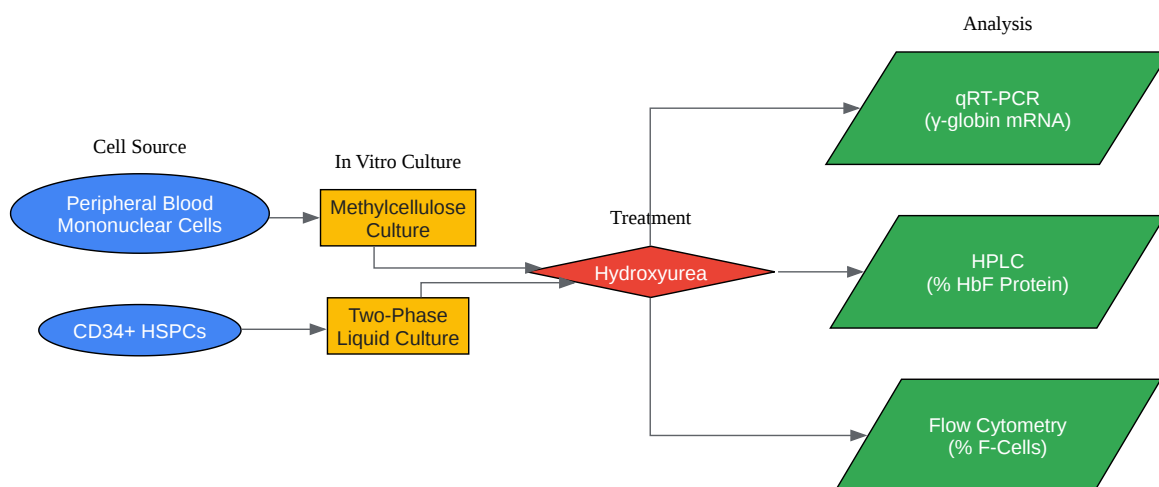 Analysis
qRT-PCR
(γ-globin mRNA)
Cell Source
In Vitro Culture
Peripheral Blood
Mononuclear Cells
Methylcellulose
Culture
Treatment
Hydroxyurea
HPLC
(% HbF Protein)
CD34+ HSPCs
Two-Phase
Liquid Culture
Flow Cytometry
(% F-Cells)